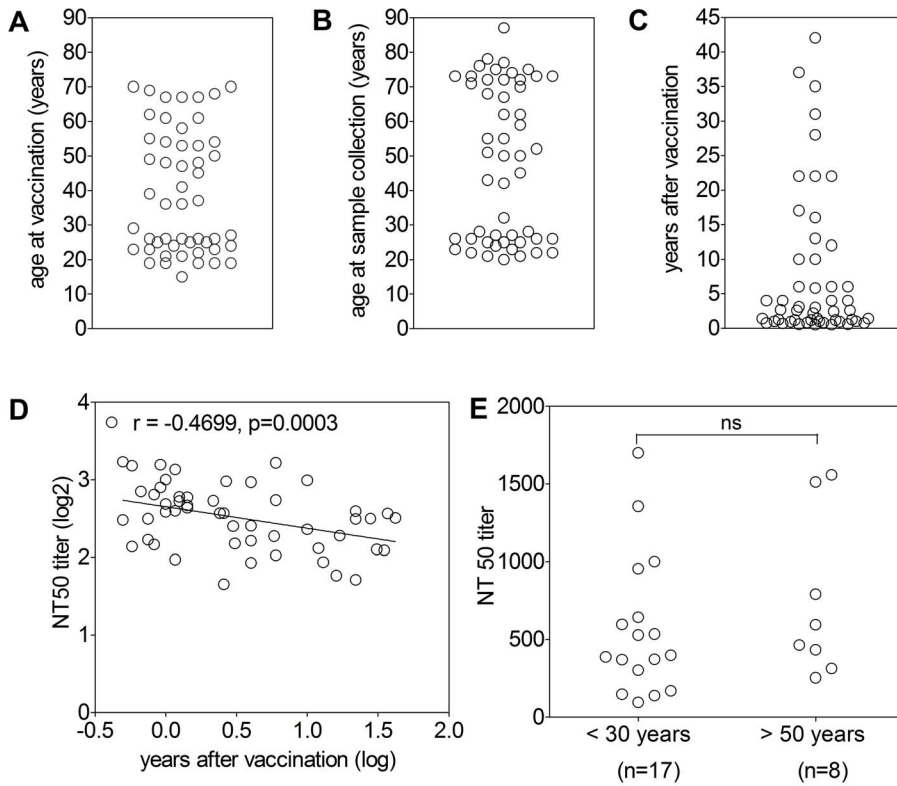 A
age at vaccination (years)
90
80
70
60
50
40
30
20
10
0
B
age at sample collection (years)
90
80
70
60
50
40
30
20
10
0
C
years after vaccination
45
40
35
30
25
20
15
10
5
0
D
NT50 titer (log2)
4
3
2
1
0
r = -0.4699, p=0.0003
-0.5 0.0 0.5 1.0 1.5 2.0
years after vaccination (log)
E
NT 50 titer
2000
1500
1000
500
0
ns
< 30 years > 50 years
(n=17) (n=8)